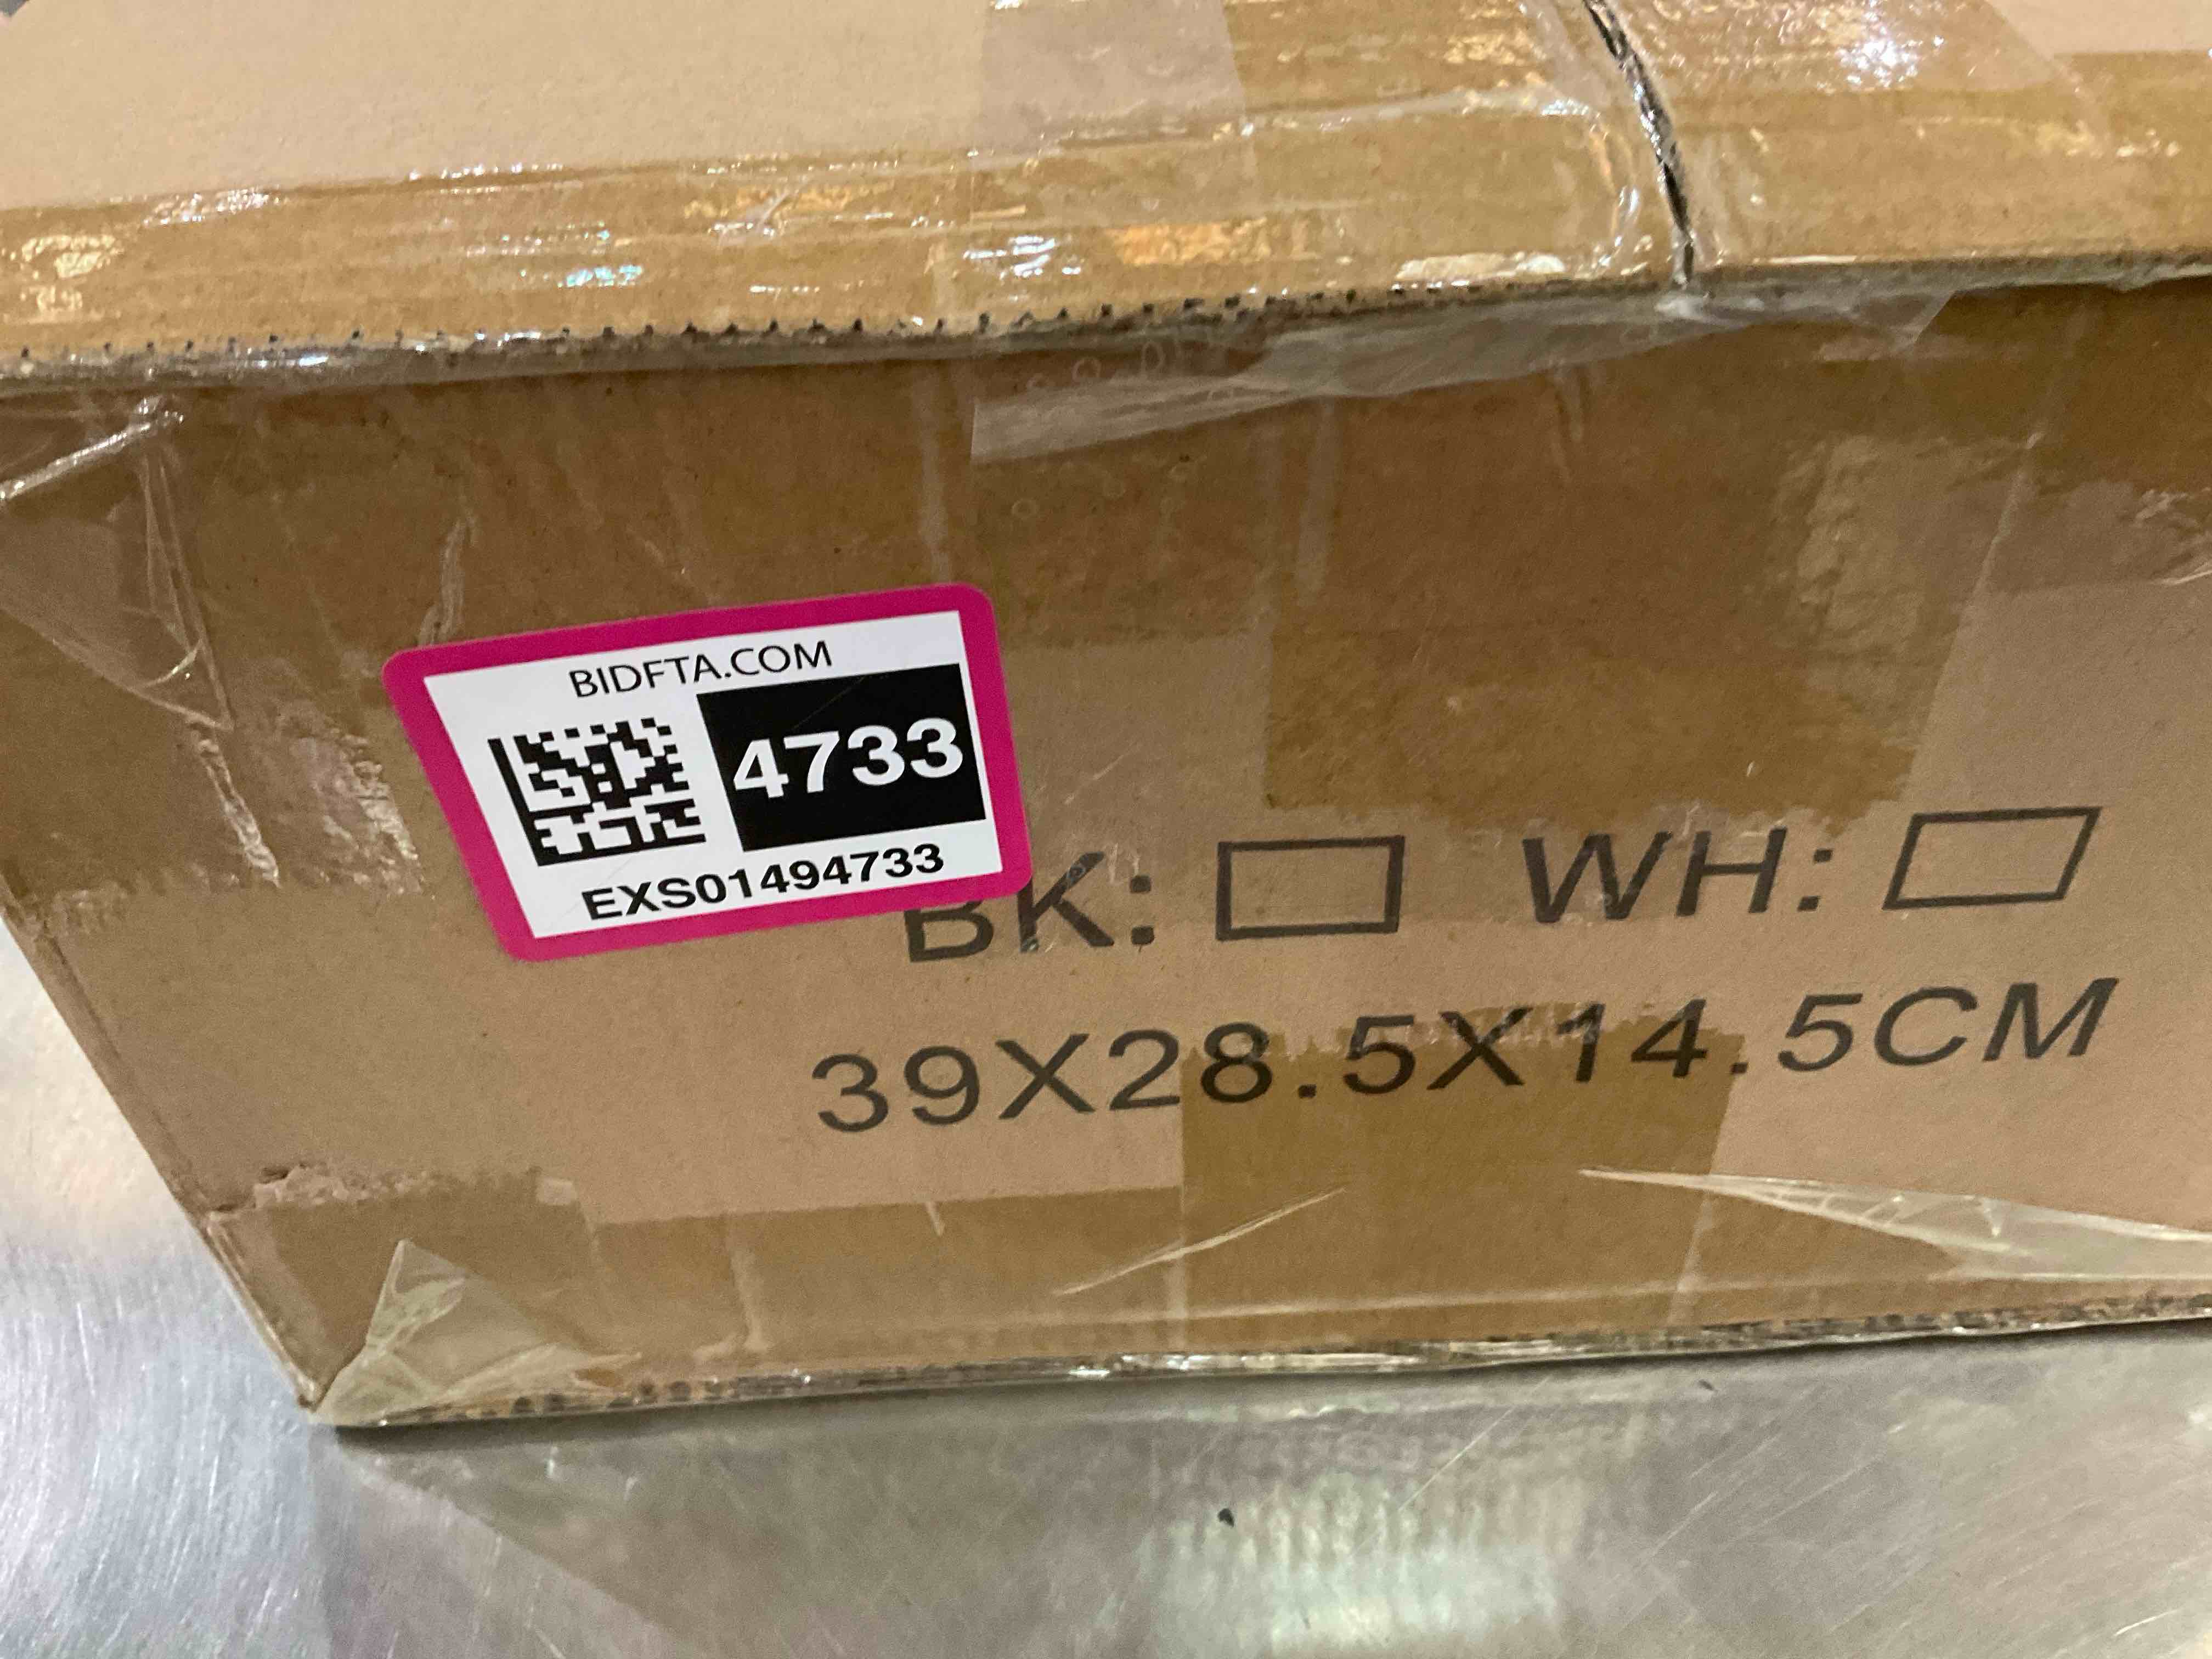 BIDFTA.COM
4733
EXS01494733
BK: WH:
39X28.5X14.5CM